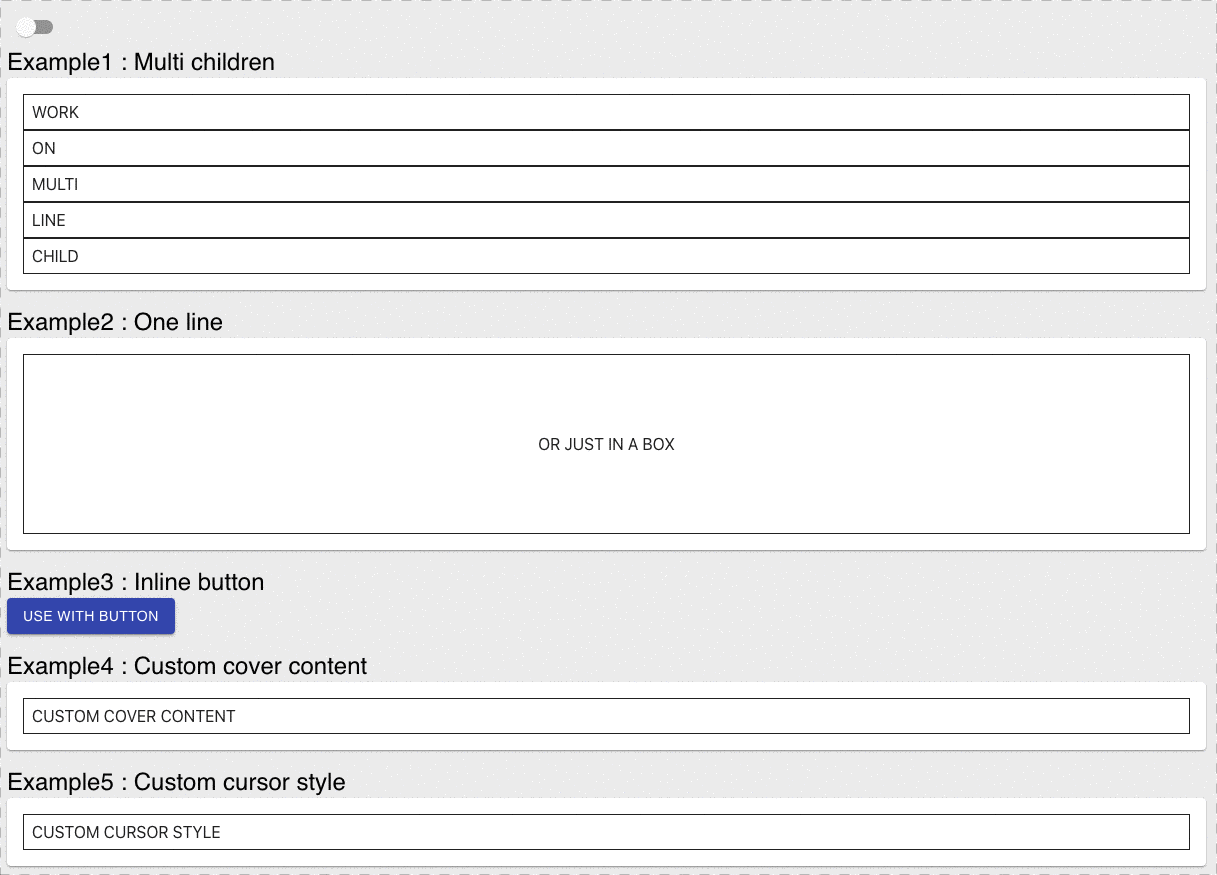 Example1 : Multi children
WORK
ON
MULTI
LINE
CHILD
Example2 : One line
OR JUST IN A BOX
Example3 : Inline button
USE WITH BUTTON
Example4 : Custom cover content
CUSTOM COVER CONTENT
Example5 : Custom cursor style
CUSTOM CURSOR STYLE